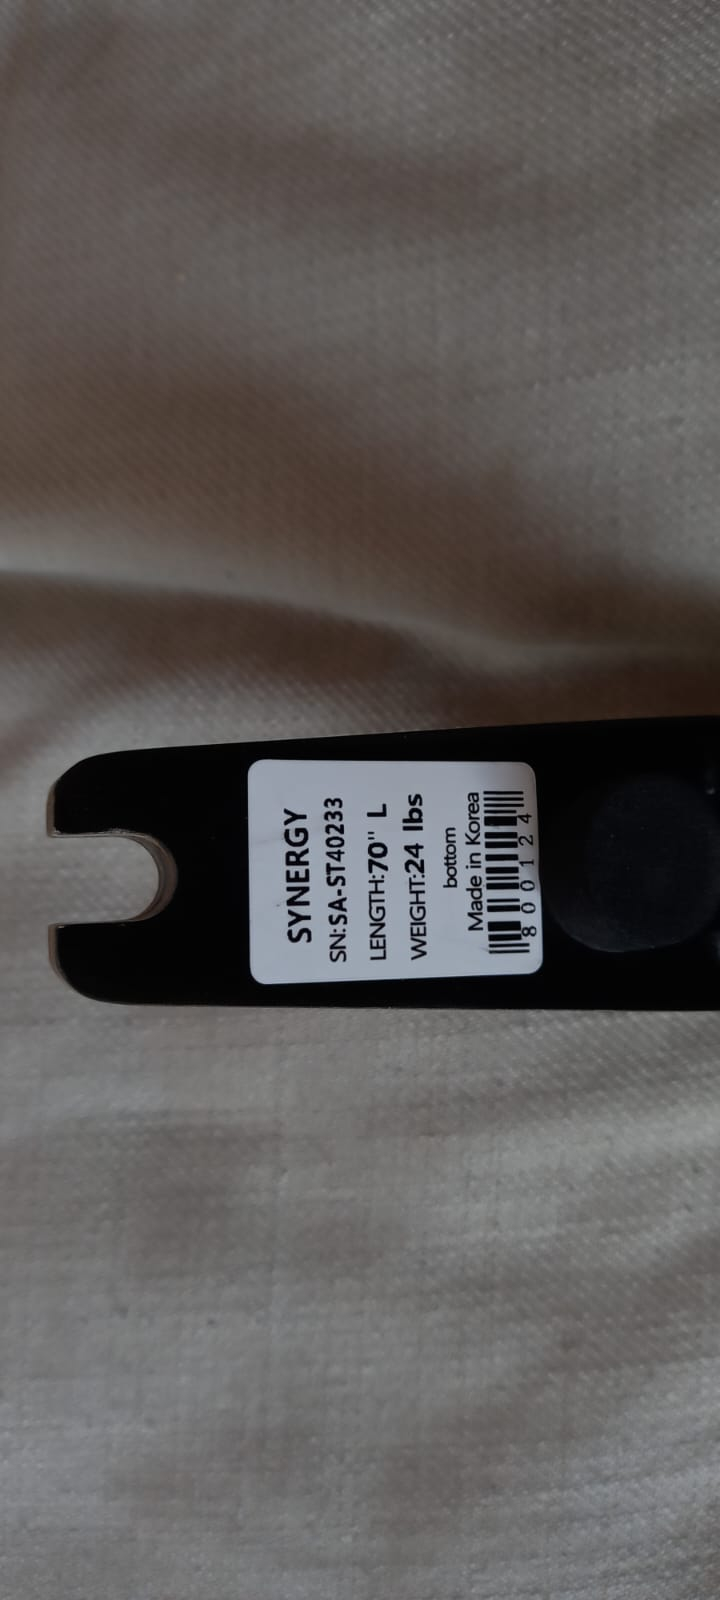 SYNERGY
SN:SA-ST40233
LENGTH:70" L
WEIGHT:24 lbs
bottom
Made in Korea
800124